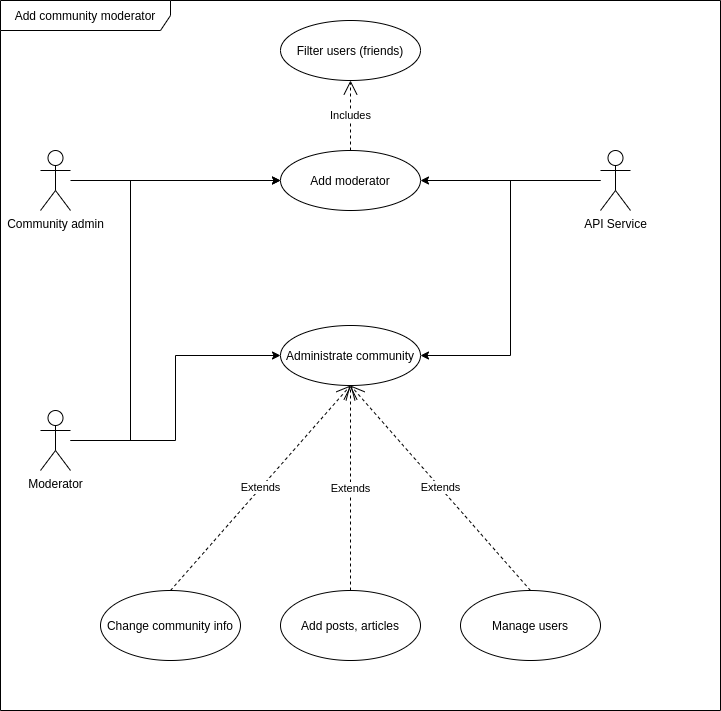 Add community moderator
Filter users (friends)
Includes
Add moderator
Community admin
API Service
Administrate community
Moderator
Extends
Extends
Extends
Change community info
Add posts, articles
Manage users